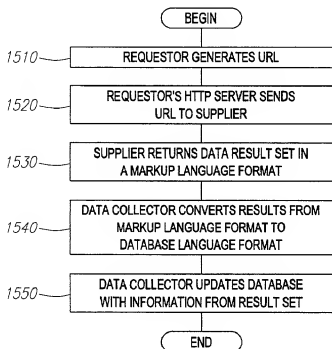 BEGIN
1510
REQUESTOR GENERATES URL
1520
REQUESTOR'S HTTP SERVER SENDS
URL TO SUPPLIER
1530
SUPPLIER RETURNS DATA RESULT SET IN
A MARKUP LANGUAGE FORMAT
1540
DATA COLLECTOR CONVERTS RESULTS FROM
MARKUP LANGUAGE FORMAT TO
DATABASE LANGUAGE FORMAT
1550
DATA COLLECTOR UPDATES DATABASE
WITH INFORMATION FROM RESULT SET
END